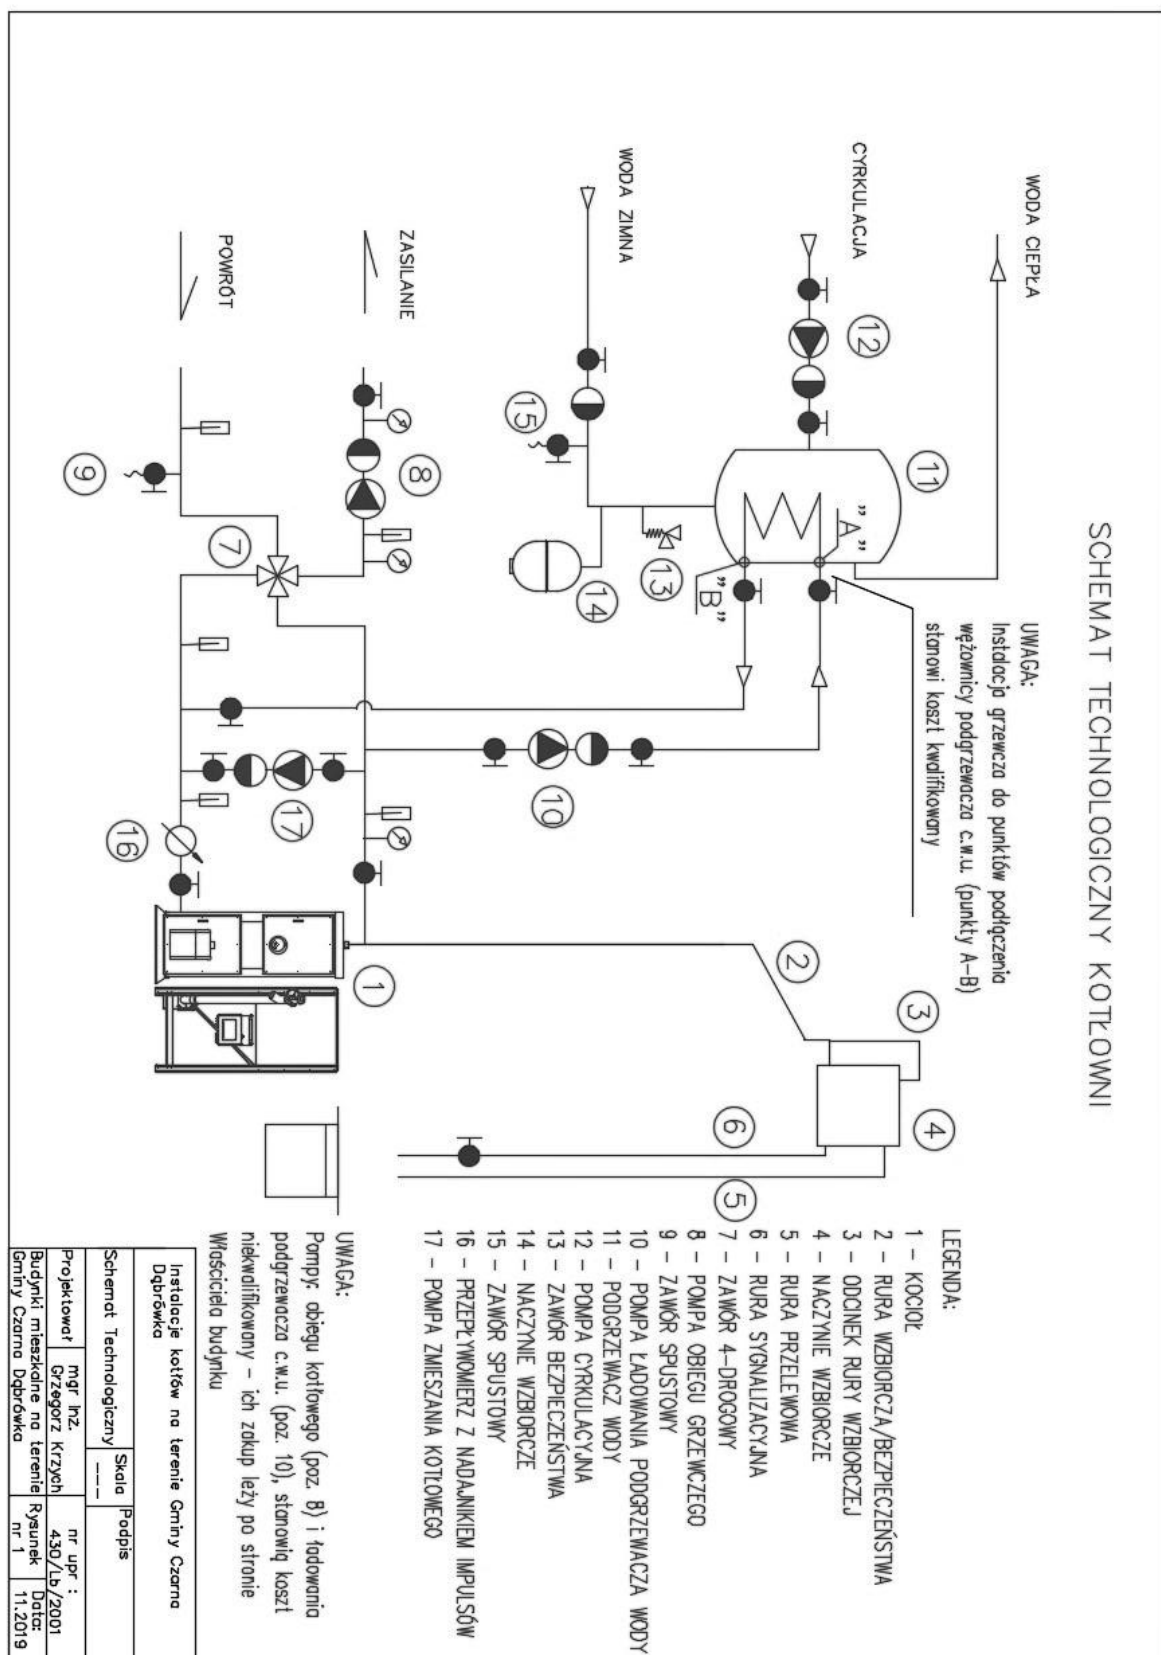 SCHEMAT TECHNOLOGICZNY KOTŁOWNI
WODA CIEPŁA
CYRKULACJA
WODA ZIMNA
ZASILANIE
POWRÓT
12
11
15
13
14
8
9
7
10
17
16
1
2
3
4
6
5
"A"
"B"
UWAGA:
Instalacja grzewcza do punktów podłączenia
wężownicy podgrzewacza c.w.u. (punkty A-B)
stanowi koszt kwalifikowany
LEGENDA:
1 – KOCIOŁ
2 – RURA WZBIORCZA/BEZPIECZEŃSTWA
3 – ODCINEK RURY WZBIORCZEJ
4 – NACZYNIE WZBIORCZE
5 – RURA PRZELEWOWA
6 – RURA SYGNALIZACYJNA
7 – ZAWÓR 4–DROGOWY
8 – POMPA OBIEGU GRZEWCZEGO
9 – ZAWÓR SPUSTOWY
10 – POMPA ŁADOWANIA PODGRZEWACZA WODY
11 – PODGRZEWACZ WODY
12 – POMPA CYRKULACYJNA
13 – ZAWÓR BEZPIECZEŃSTWA
14 – NACZYNIE WZBIORCZE
15 – ZAWÓR SPUSTOWY
16 – PRZEPŁYWOMIERZ Z NADAJNIKIEM IMPULSÓW
17 – POMPA ZMIESZANIA KOTŁOWEGO
UWAGA:
Pompy: obiegu kotłowego (poz. 8) i ładowania
podgrzewacza c.w.u. (poz. 10), stanowią koszt
niekwalifikowany – ich zakup leży po stronie
Właściciela budynku
Instalacje kotłów na terenie Gminy Czarna
Dąbrówka
Schemat Technologiczny
Skala
---
Podpis
Projektował
mgr inż.
Grzegorz Krzych
nr upr :
430/Lb/2001
Budynki mieszkalne na terenie
Gminy Czarna Dąbrówka
Rysunek
nr 1
Data:
11.2019